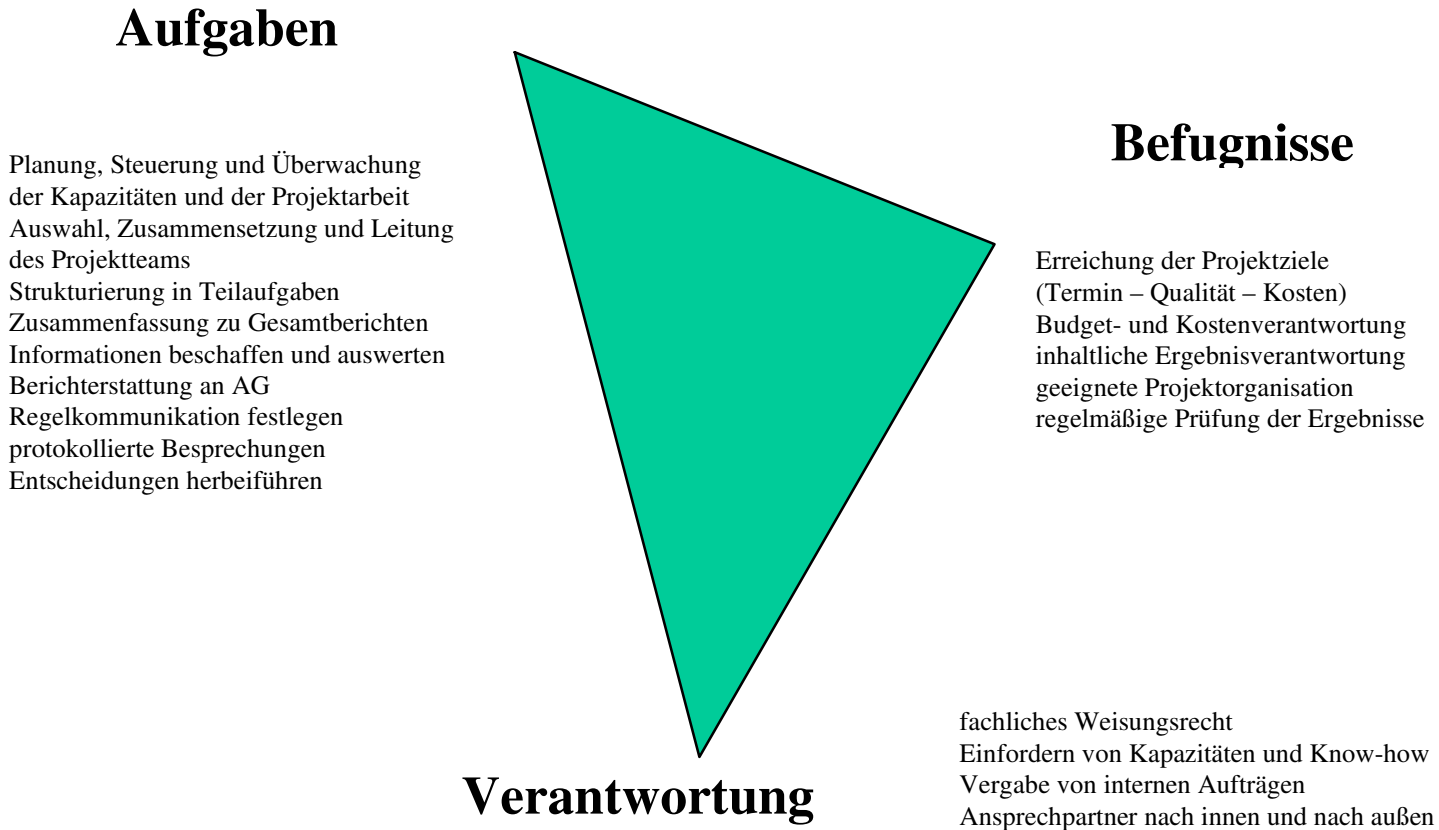 Aufgaben
Planung, Steuerung und Überwachung
der Kapazitäten und der Projektarbeit
Auswahl, Zusammensetzung und Leitung
des Projektteams
Strukturierung in Teilaufgaben
Zusammenfassung zu Gesamtberichten
Informationen beschaffen und auswerten
Berichterstattung an AG
Regelkommunikation festlegen
protokollierte Besprechungen
Entscheidungen herbeiführen
Befugnisse
Erreichung der Projektziele
(Termin – Qualität – Kosten)
Budget- und Kostenverantwortung
inhaltliche Ergebnisverantwortung
geeignete Projektorganisation
regelmäßige Prüfung der Ergebnisse
Verantwortung
fachliches Weisungsrecht
Einfordern von Kapazitäten und Know-how
Vergabe von internen Aufträgen
Ansprechpartner nach innen und nach außen